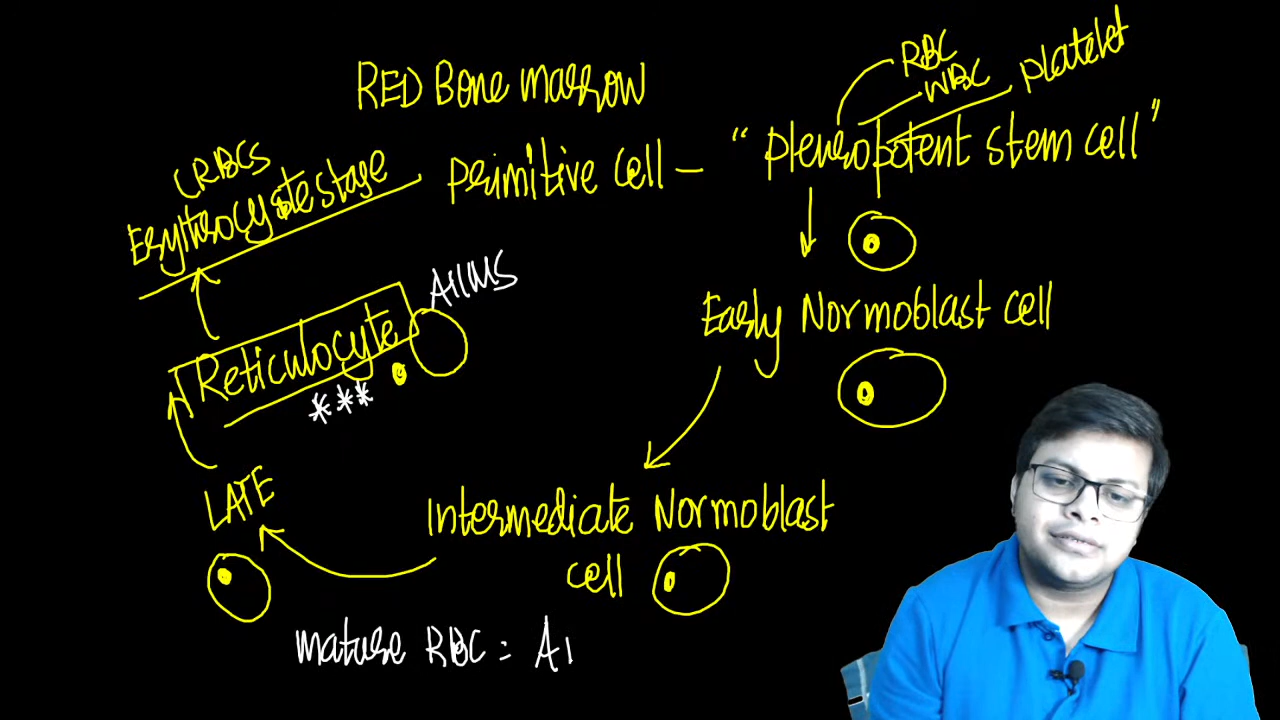 RED Bone marrow
RBC
WBC
Platelet
Primitive cell – "Pleuropotent stem cell"
Early Normoblast cell
Intermediate Normoblast
cell
LATE
Reticulocyte
***
AIIMS
(RBCs
Erythrocyte stage
mature RBC = A